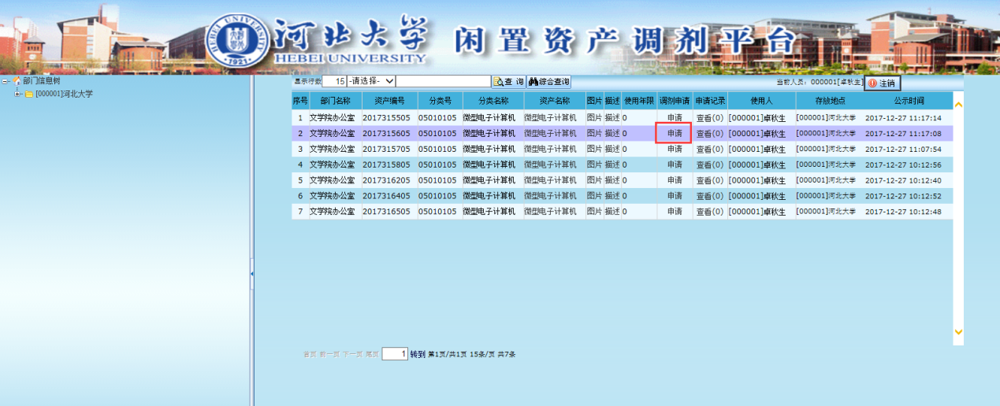 河北大学 闲置资产调剂平台
HEBEI UNIVERSITY
HEBEI UNIVERSITY
·1921·
部门信息树
[000001]河北大学
显示行数 15 -请选择- 查 询 綜合查询 当前人员：000001[卓秋生] 注销
序号 部门名称 资产编号 分类号 分类名称 资产名称 图片 描述 使用年限 调剂申请 申请记录 使用人 存放地点 公示时间
1 文学院办公室 2017315505 05010105 微型电子计算机 微型电子计算机 图片 描述 0 申请 查看(0) [000001]卓秋生 [000001]河北大学 2017-12-27 11:17:14
2 文学院办公室 2017315605 05010105 微型电子计算机 微型电子计算机 图片 描述 0 申请 查看(0) [000001]卓秋生 [000001]河北大学 2017-12-27 11:17:08
3 文学院办公室 2017315705 05010105 微型电子计算机 微型电子计算机 图片 描述 0 申请 查看(0) [000001]卓秋生 [000001]河北大学 2017-12-27 11:07:54
4 文学院办公室 2017315805 05010105 微型电子计算机 微型电子计算机 图片 描述 0 申请 查看(0) [000001]卓秋生 [000001]河北大学 2017-12-27 10:12:56
5 文学院办公室 2017316205 05010105 微型电子计算机 微型电子计算机 图片 描述 0 申请 查看(0) [000001]卓秋生 [000001]河北大学 2017-12-27 10:12:40
6 文学院办公室 2017316405 05010105 微型电子计算机 微型电子计算机 图片 描述 0 申请 查看(0) [000001]卓秋生 [000001]河北大学 2017-12-27 10:12:52
7 文学院办公室 2017316505 05010105 微型电子计算机 微型电子计算机 图片 描述 0 申请 查看(0) [000001]卓秋生 [000001]河北大学 2017-12-27 10:12:48
首页 前一页 下一页 尾页 1 转到 第1页/共1页 15条/页 共7条